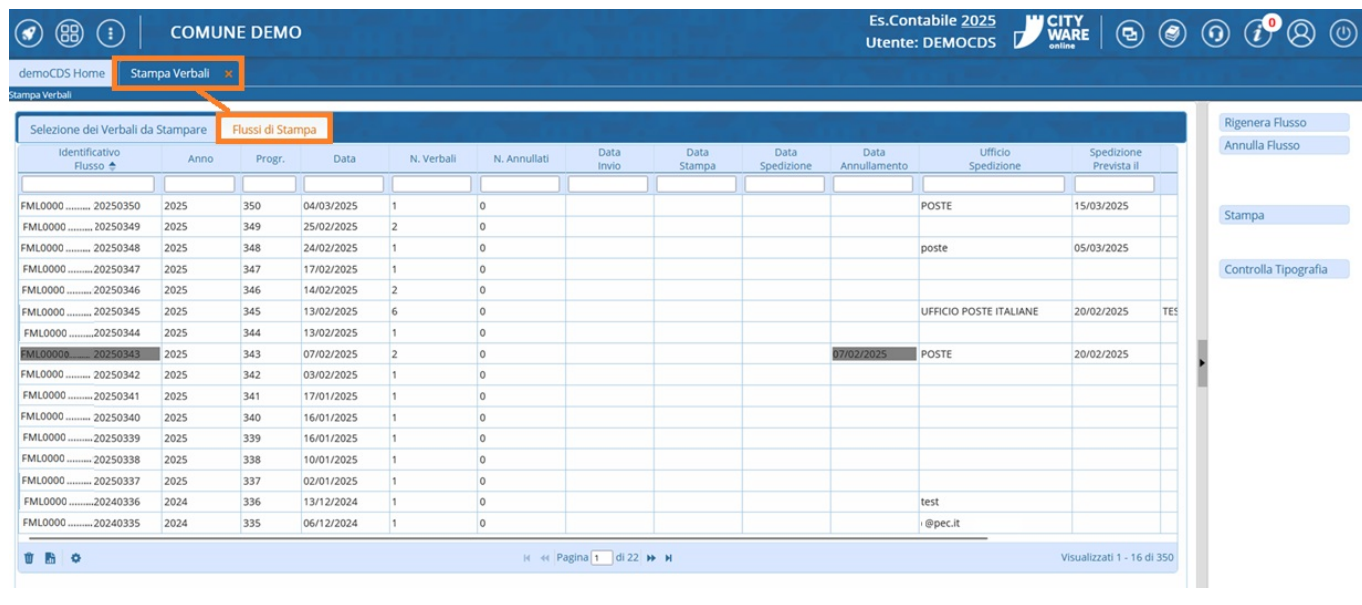 COMUNE DEMO
Es.Contabile 2025
Utente: DEMOCDS
CITY
WARE
online
0
demoCDS Home Stampa Verbali ×
Stampa Verbali
Selezione dei Verbali da Stampare Flussi di Stampa
Identificativo Flusso Anno Progr. Data N. Verbali N. Annullati Data Invio Data Stampa Data Spedizione Data Annullamento Ufficio Spedizione Spedizione Prevista il
FML0000 ......... 20250350 2025 350 04/03/2025 1 0 POSTE 15/03/2025
FML0000 ......... 20250349 2025 349 25/02/2025 2 0
FML0000 ......... 20250348 2025 348 24/02/2025 1 0 poste 05/03/2025
FML0000 ......... 20250347 2025 347 17/02/2025 1 0
FML0000 ......... 20250346 2025 346 14/02/2025 2 0
FML0000 ......... 20250345 2025 345 13/02/2025 6 0 UFFICIO POSTE ITALIANE 20/02/2025 TES
FML0000 .........20250344 2025 344 13/02/2025 1 0
FML00000......... 20250343 2025 343 07/02/2025 2 0 07/02/2025 POSTE 20/02/2025
FML0000 ......... 20250342 2025 342 03/02/2025 1 0
FML0000 .........20250341 2025 341 17/01/2025 1 0
FML0000 ......... 20250340 2025 340 16/01/2025 1 0
FML0000 .........20250339 2025 339 16/01/2025 1 0
FML0000 ......... 20250338 2025 338 10/01/2025 1 0
FML0000 ......... 20250337 2025 337 02/01/2025 1 0
FML0000 .........20240336 2024 336 13/12/2024 1 0 test
FML0000 .........20240335 2024 335 06/12/2024 1 0 @pec.it
Pagina 1 di 22
Visualizzati 1 - 16 di 350
Rigenera Flusso
Annulla Flusso
Stampa
Controlla Tipografia